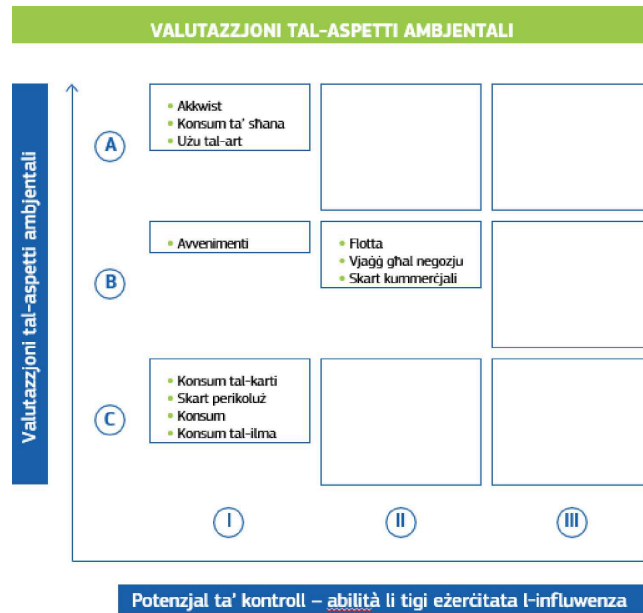 VALUTAZZJONI TAL-ASPETTI AMBJENTALI
Valutazzjoni tal-aspetti ambjentali
A
Akkwist
Konsum ta' sħana
Użu tal-art
B
Avvenimenti
Flotta
Vjaġġ għal negozju
Skart kummerċjali
C
Konsum tal-karti
Skart perikoluż
Konsum
Konsum tal-ilma
I
II
III
Potenzjal ta' kontroll – abilità li tigi eżerċitata l-influwenza